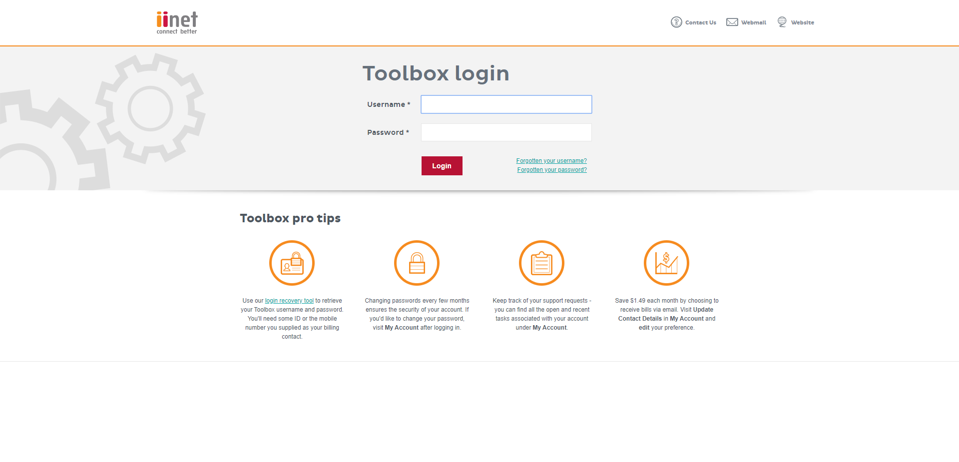 iinet
connect better
Contact Us
Webmail
Website
Toolbox login
Username *
Password *
Login
Forgotten your username?
Forgotten your password?
Toolbox pro tips
Use our login recovery tool to retrieve
your Toolbox username and password.
You'll need some ID or the mobile
number you supplied as your billing
contact.
Changing passwords every few months
ensures the security of your account. If
you'd like to change your password,
visit My Account after logging in.
Keep track of your support requests -
you can find all the open and recent
tasks associated with your account
under My Account.
Save $1.49 each month by choosing to
receive bills via email. Visit Update
Contact Details in My Account and
edit your preference.